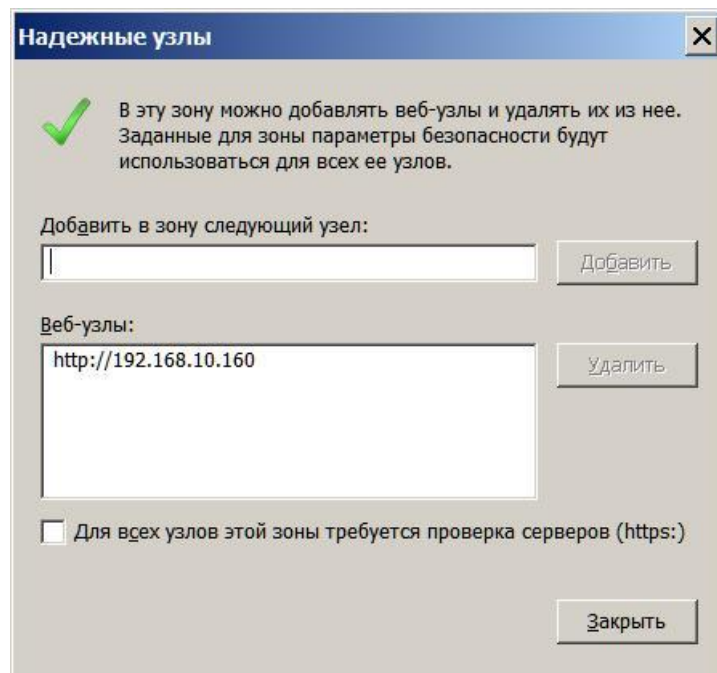 Надежные узлы
В эту зону можно добавлять веб-узлы и удалять их из нее.
Заданные для зоны параметры безопасности будут
использоваться для всех ее узлов.
Добавить в зону следующий узел:
Добавить
Веб-узлы:
http://192.168.10.160
Удалить
Для всех узлов этой зоны требуется проверка серверов (https:)
Закрыть